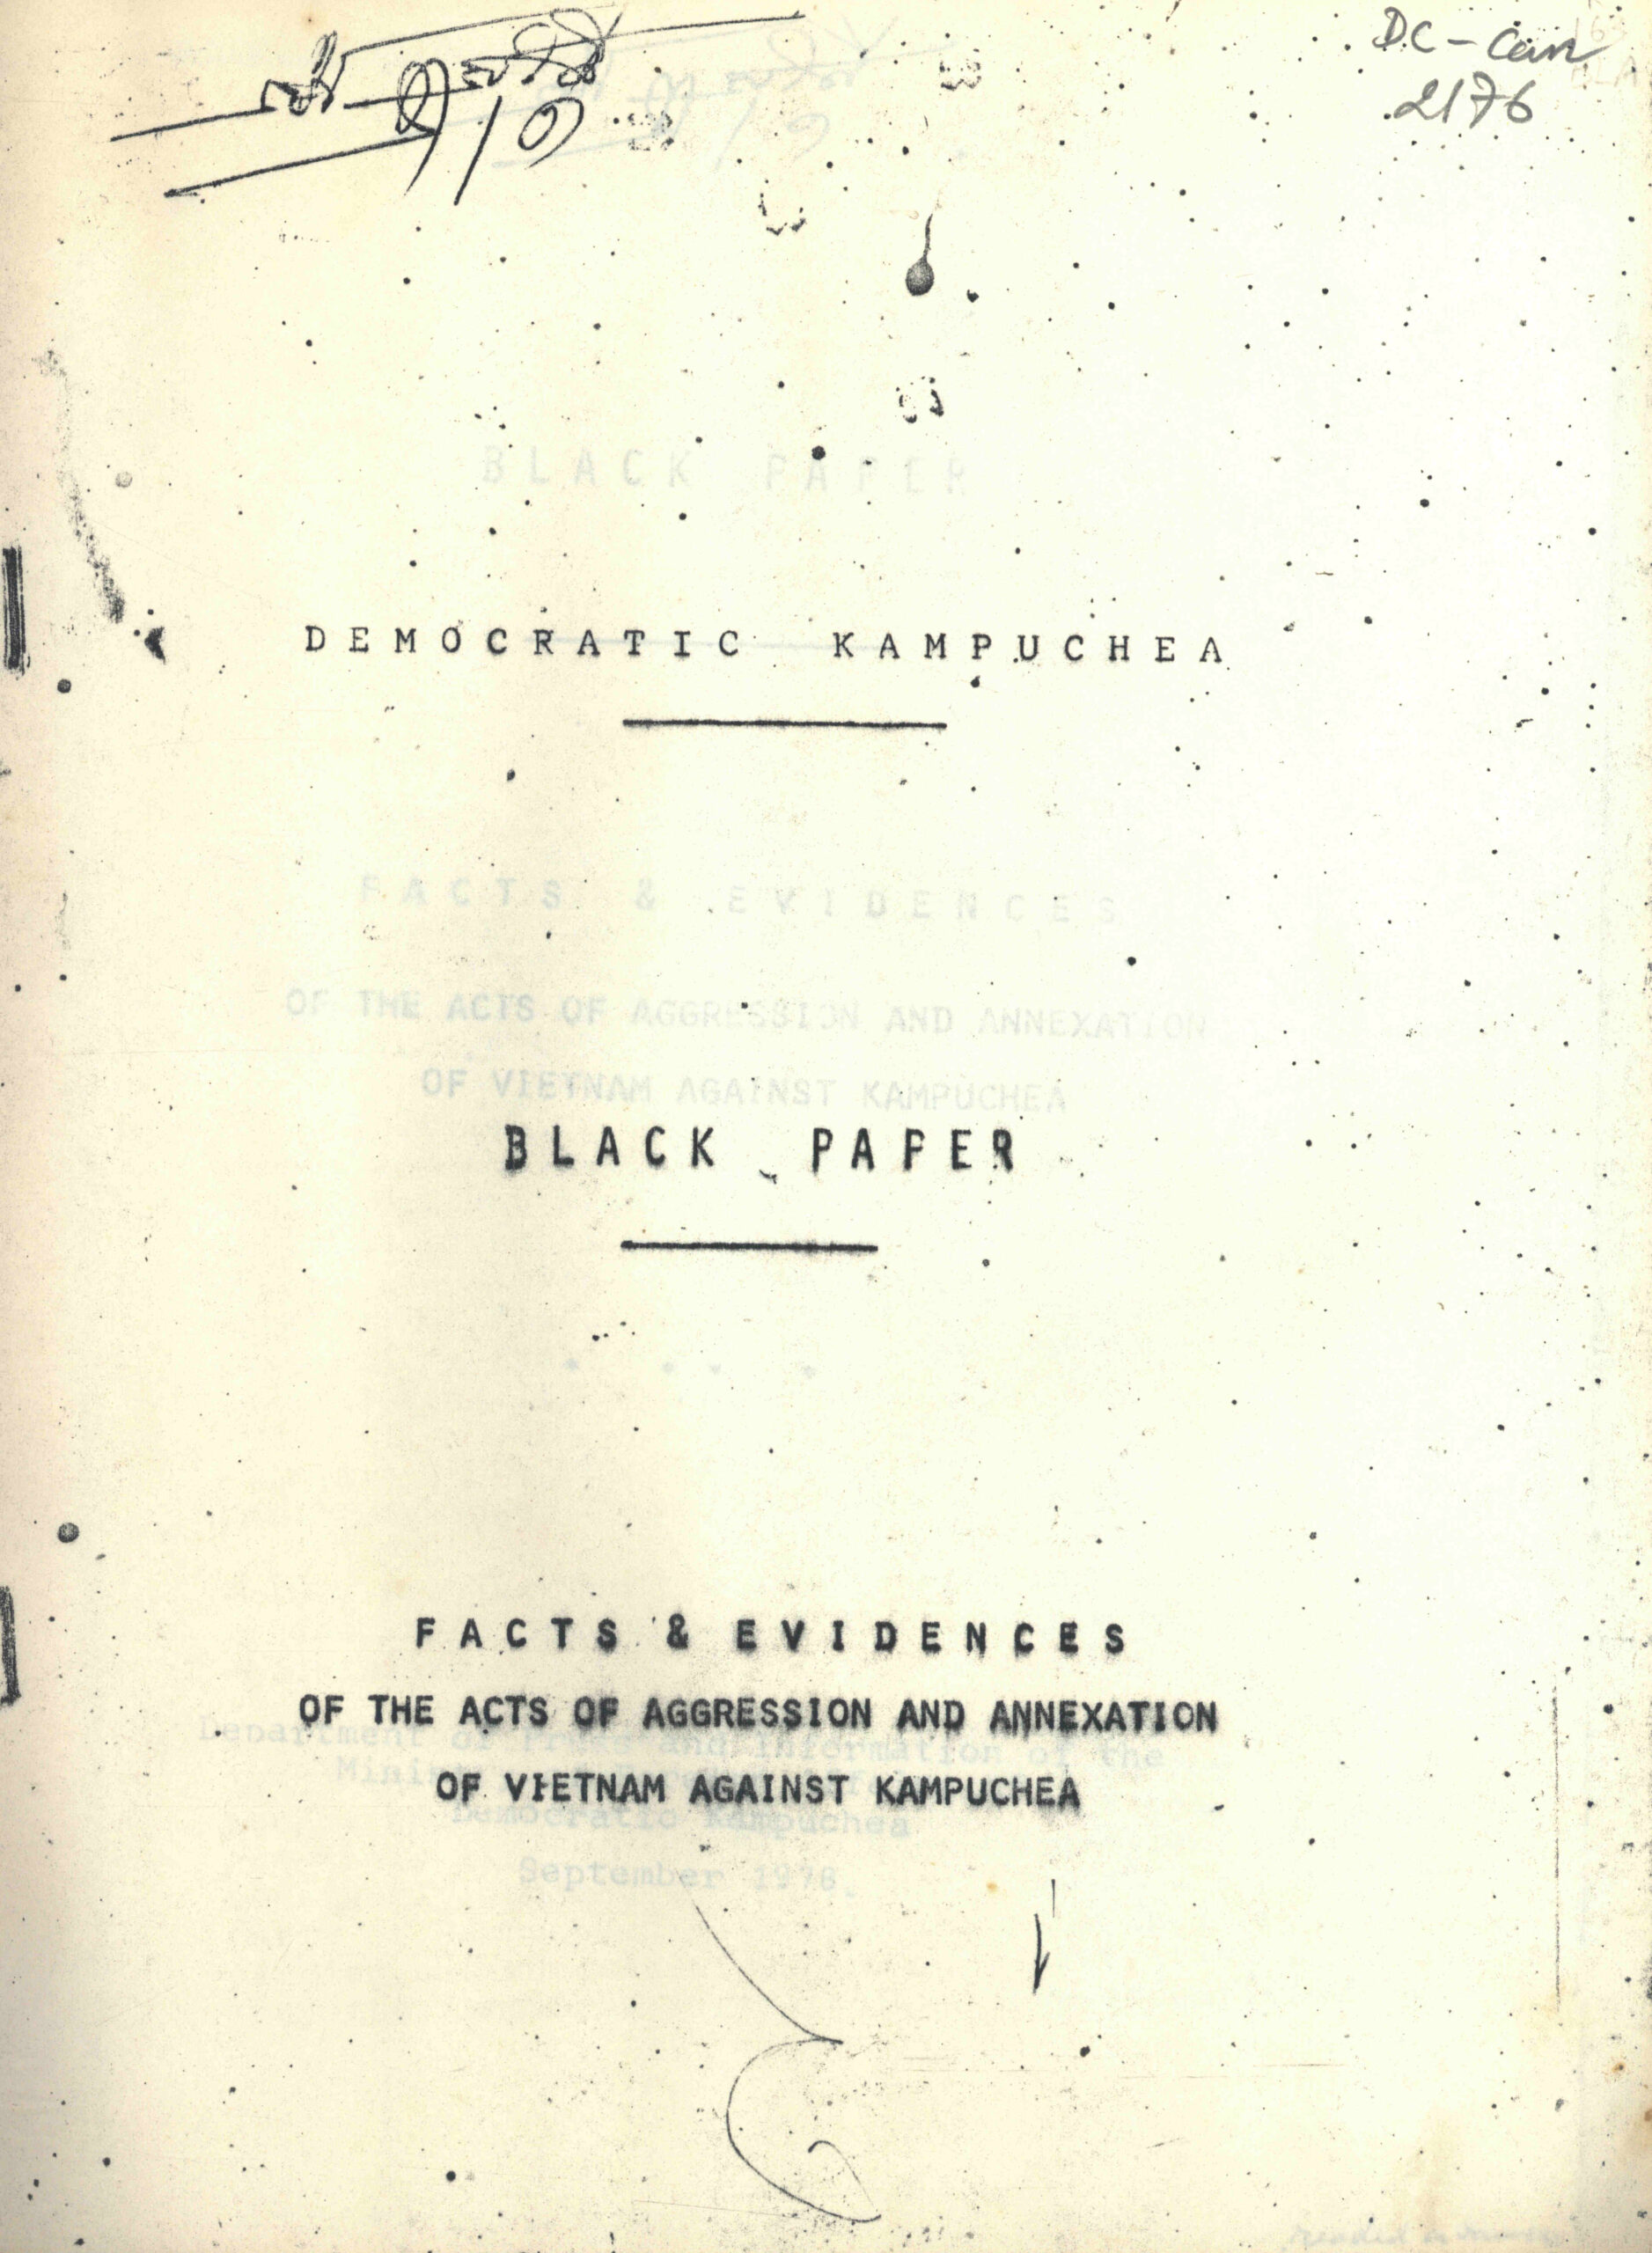 DC-Cam
2176
DEMOCRATIC KAMPUCHEA
BLACK PAPER
FACTS & EVIDENCES
OF THE ACTS OF AGGRESSION AND ANNEXATION
OF VIETNAM AGAINST KAMPUCHEA
BLACK PAPER
FACTS & EVIDENCES
OF THE ACTS OF AGGRESSION AND ANNEXATION
Department of Press and Information of the
OF VIETNAM AGAINST KAMPUCHEA
Democratic Kampuchea
September 1978.